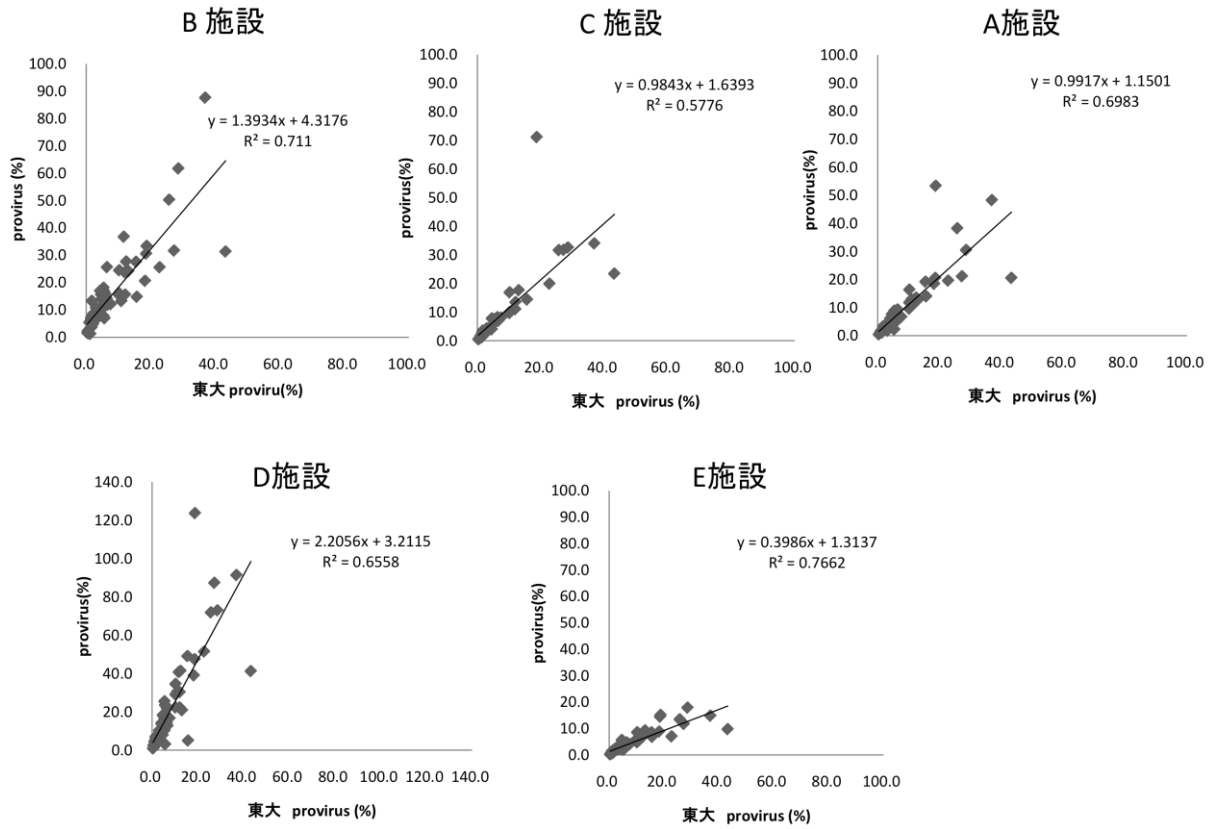 B 施設
100.0
90.0
80.0
70.0
60.0
50.0
40.0
30.0
20.0
10.0
0.0
provirus (%)
y = 1.3934x + 4.3176
R² = 0.711
0.0 20.0 40.0 60.0 80.0 100.0
東大 proviru(%)
C 施設
100.0
90.0
80.0
70.0
60.0
50.0
40.0
30.0
20.0
10.0
0.0
provirus(%)
y = 0.9843x + 1.6393
R² = 0.5776
0.0 20.0 40.0 60.0 80.0 100.0
東大 provirus (%)
A施設
100.0
90.0
80.0
70.0
60.0
50.0
40.0
30.0
20.0
10.0
0.0
provirus(%)
y = 0.9917x + 1.1501
R² = 0.6983
0.0 20.0 40.0 60.0 80.0 100.0
東大 provirus (%)
D施設
140.0
120.0
100.0
80.0
60.0
40.0
20.0
0.0
provirus(%)
y = 2.2056x + 3.2115
R² = 0.6558
0.0 20.0 40.0 60.0 80.0 100.0 120.0 140.0
東大 provirus (%)
E施設
100.0
90.0
80.0
70.0
60.0
50.0
40.0
30.0
20.0
10.0
0.0
provirus(%)
y = 0.3986x + 1.3137
R² = 0.7662
0.0 20.0 40.0 60.0 80.0 100.0
東大 provirus (%)